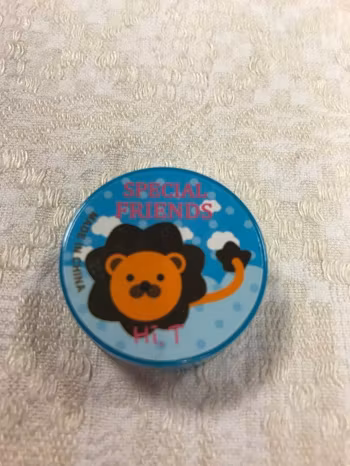 SPECIAL
FRIENDS
MADE IN CHINA
Hi. T